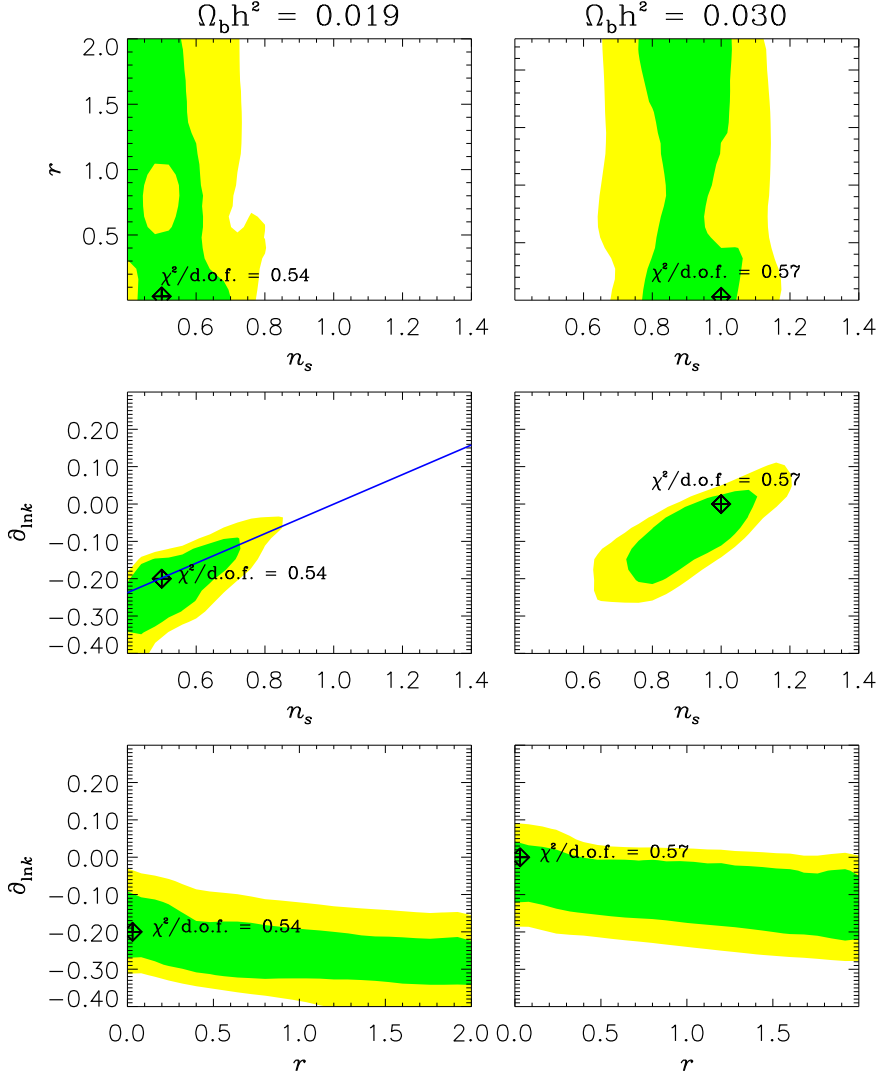 Ω_b h² = 0.019
Ω_b h² = 0.030
2.0
1.5
1.0
0.5
r
χ²/d.o.f. = 0.54
χ²/d.o.f. = 0.57
0.6 0.8 1.0 1.2 1.4
0.6 0.8 1.0 1.2 1.4
n_s
n_s
0.20
0.10
0.00
−0.10
−0.20
−0.30
−0.40
∂_lnk
χ²/d.o.f. = 0.54
χ²/d.o.f. = 0.57
0.6 0.8 1.0 1.2 1.4
0.6 0.8 1.0 1.2 1.4
n_s
n_s
0.20
0.10
0.00
−0.10
−0.20
−0.30
−0.40
∂_lnk
χ²/d.o.f. = 0.54
χ²/d.o.f. = 0.57
0.0 0.5 1.0 1.5 2.0
0.0 0.5 1.0 1.5
r
r